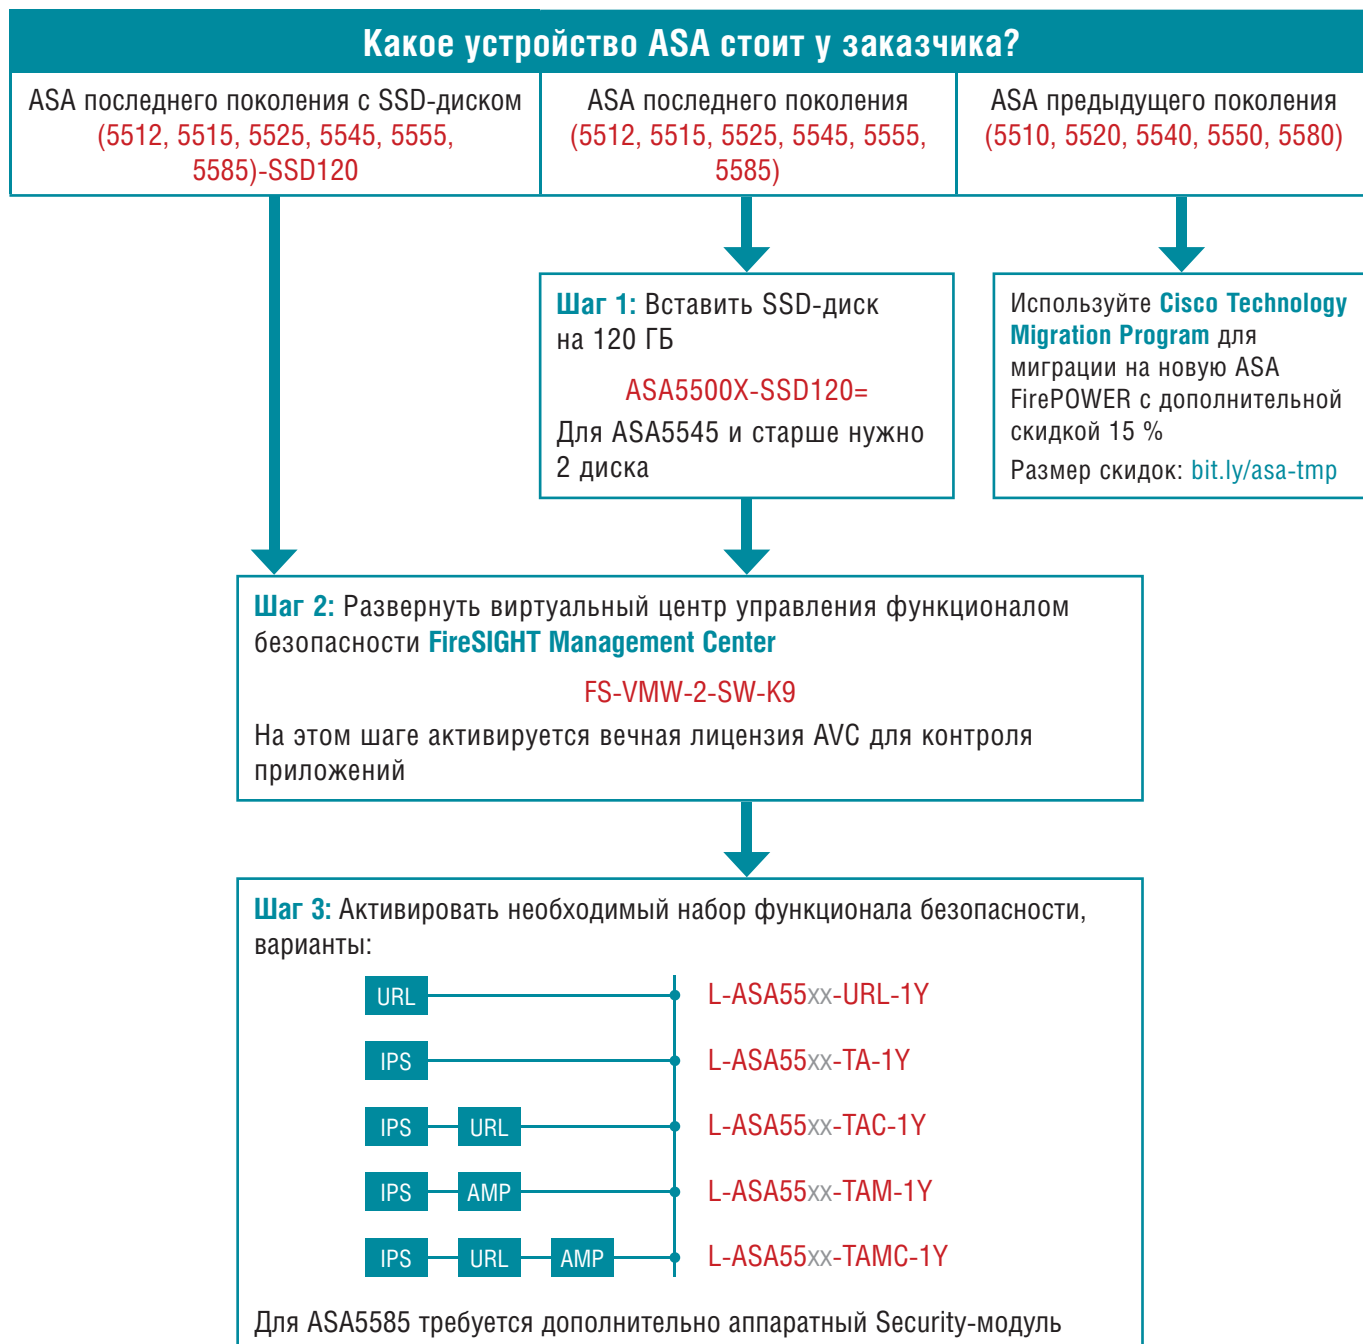 Какое устройство ASA стоит у заказчика?
ASA последнего поколения с SSD-диском
(5512, 5515, 5525, 5545, 5555,
5585)-SSD120
ASA последнего поколения
(5512, 5515, 5525, 5545, 5555,
5585)
ASA предыдущего поколения
(5510, 5520, 5540, 5550, 5580)
Шаг 1: Вставить SSD-диск
на 120 ГБ
ASA5500X-SSD120=
Для ASA5545 и старше нужно
2 диска
Используйте Cisco Technology
Migration Program для
миграции на новую ASA
FirePOWER с дополнительной
скидкой 15 %
Размер скидок: bit.ly/asa-tmp
Шаг 2: Развернуть виртуальный центр управления функционалом
безопасности FireSIGHT Management Center
FS-VMW-2-SW-K9
На этом шаге активируется вечная лицензия AVC для контроля
приложений
Шаг 3: Активировать необходимый набор функционала безопасности,
варианты:
URL L-ASA55xx-URL-1Y
IPS L-ASA55xx-TA-1Y
IPS URL L-ASA55xx-TAC-1Y
IPS AMP L-ASA55xx-TAM-1Y
IPS URL AMP L-ASA55xx-TAMC-1Y
Для ASA5585 требуется дополнительно аппаратный Security-модуль